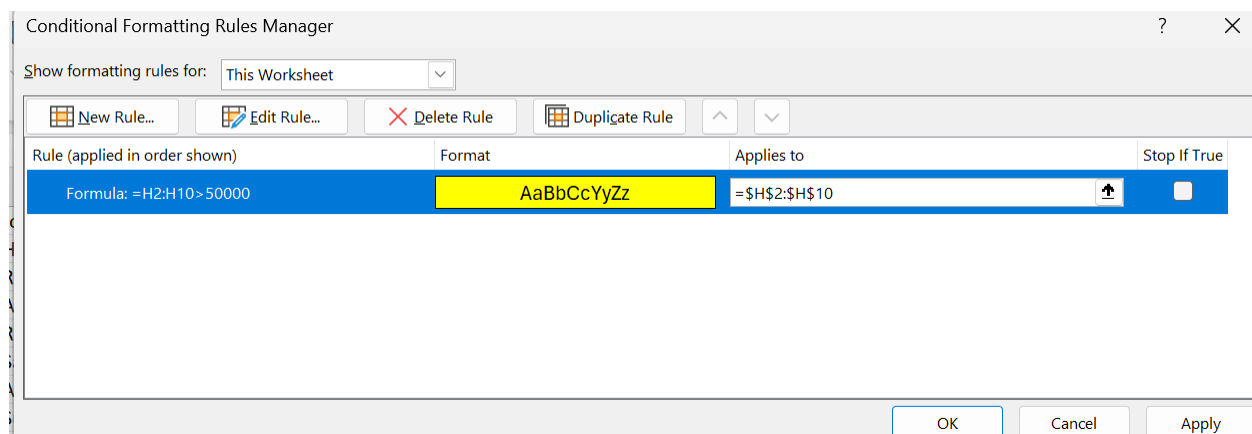 Conditional Formatting Rules Manager ?
Show formatting rules for: This Worksheet
New Rule... Edit Rule... Delete Rule Duplicate Rule
Rule (applied in order shown) Format Applies to Stop If True
Formula: =H2:H10>50000 AaBbCcYyZz =$H$2:$H$10
OK Cancel Apply